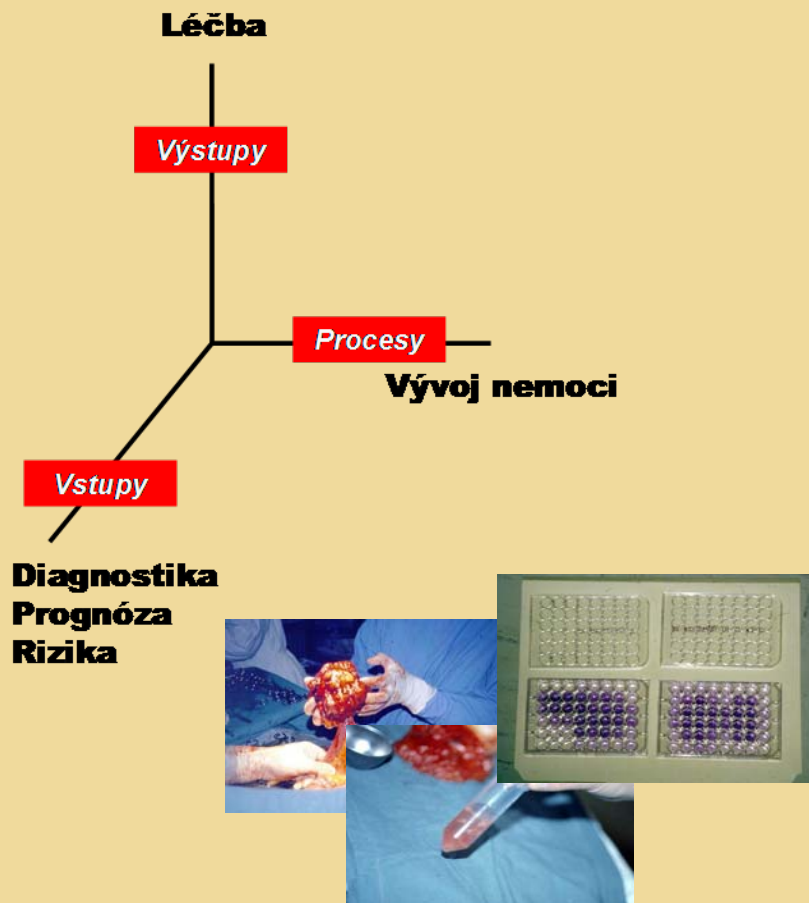 Léčba
Výstupy
Procesy
Vývoj nemoci
Vstupy
Diagnostika
Prognóza
Rizika